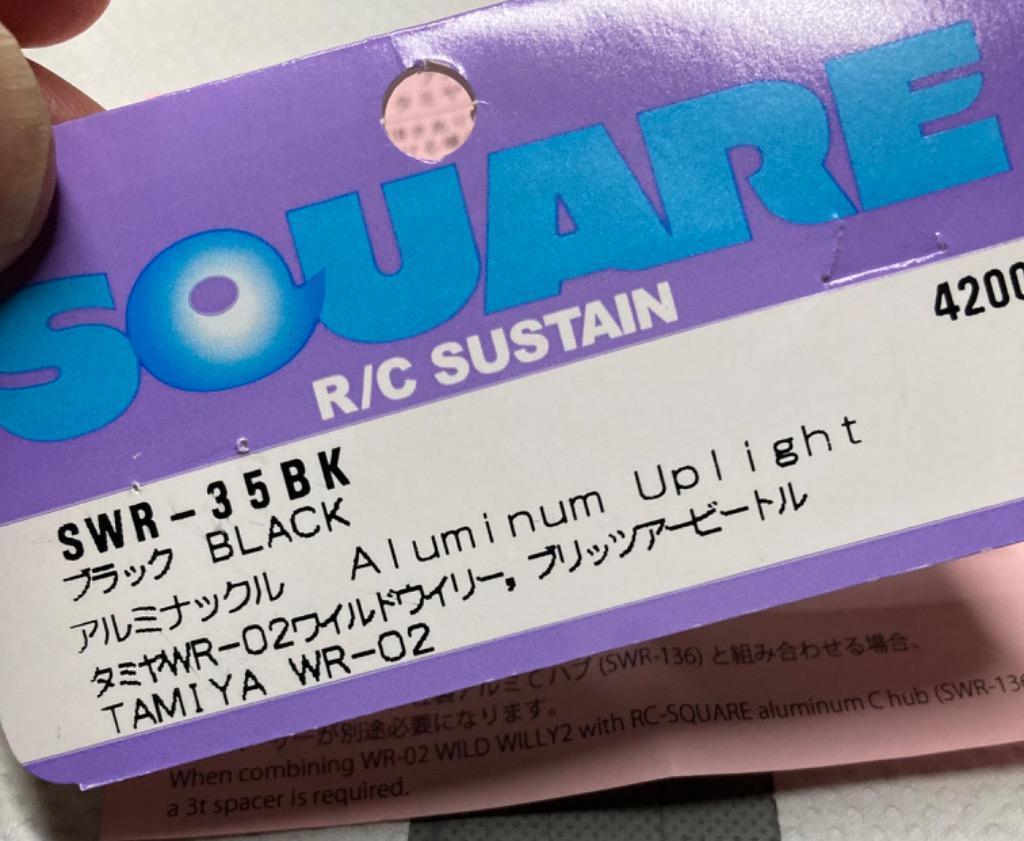 SQUARE
R/C SUSTAIN
4200
SWR-35BK
ブラック BLACK
アルミナックル Aluminum Uplight
タミヤWR-02ワイルドウイリー，ブリッツアービートル
TAMIYA WR-02
アルミCハブ (SWR-136) と組み合わせる場合、
が別途必要になります。
When combining WR-02 WILD WILLY2 with RC-SQUARE aluminum C hub (SWR-136
a 3t spacer is required.